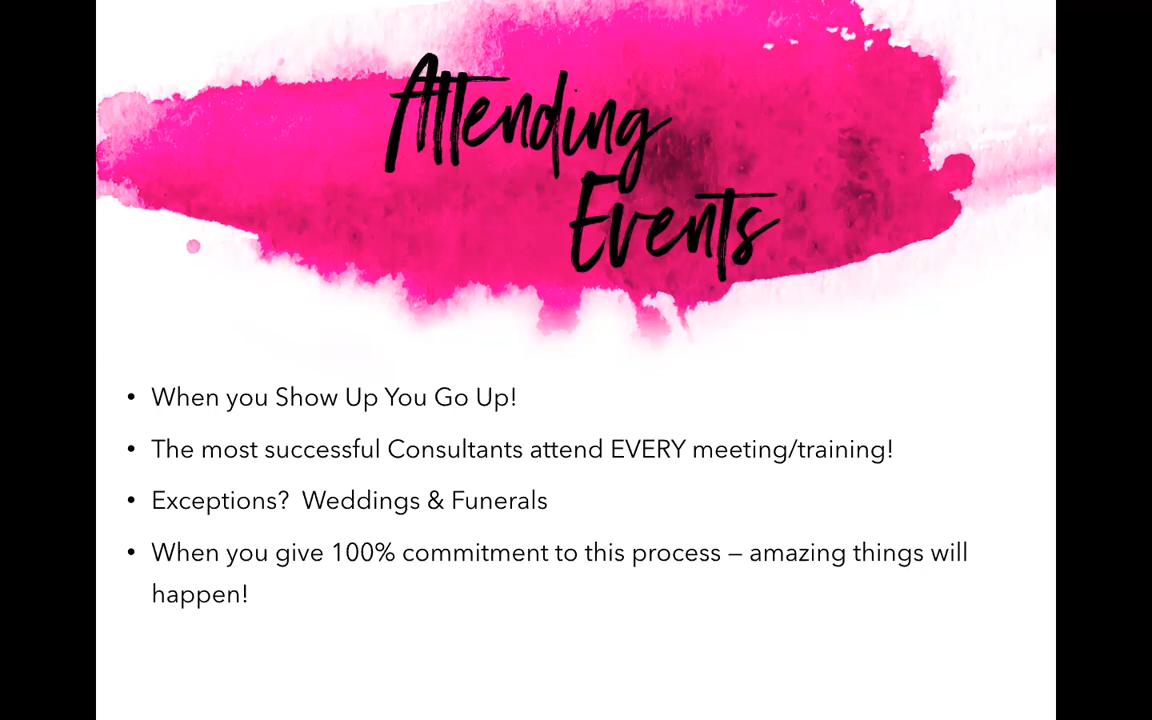 Attending
Events
• When you Show Up You Go Up!
• The most successful Consultants attend EVERY meeting/training!
• Exceptions?  Weddings & Funerals
• When you give 100% commitment to this process – amazing things will
happen!